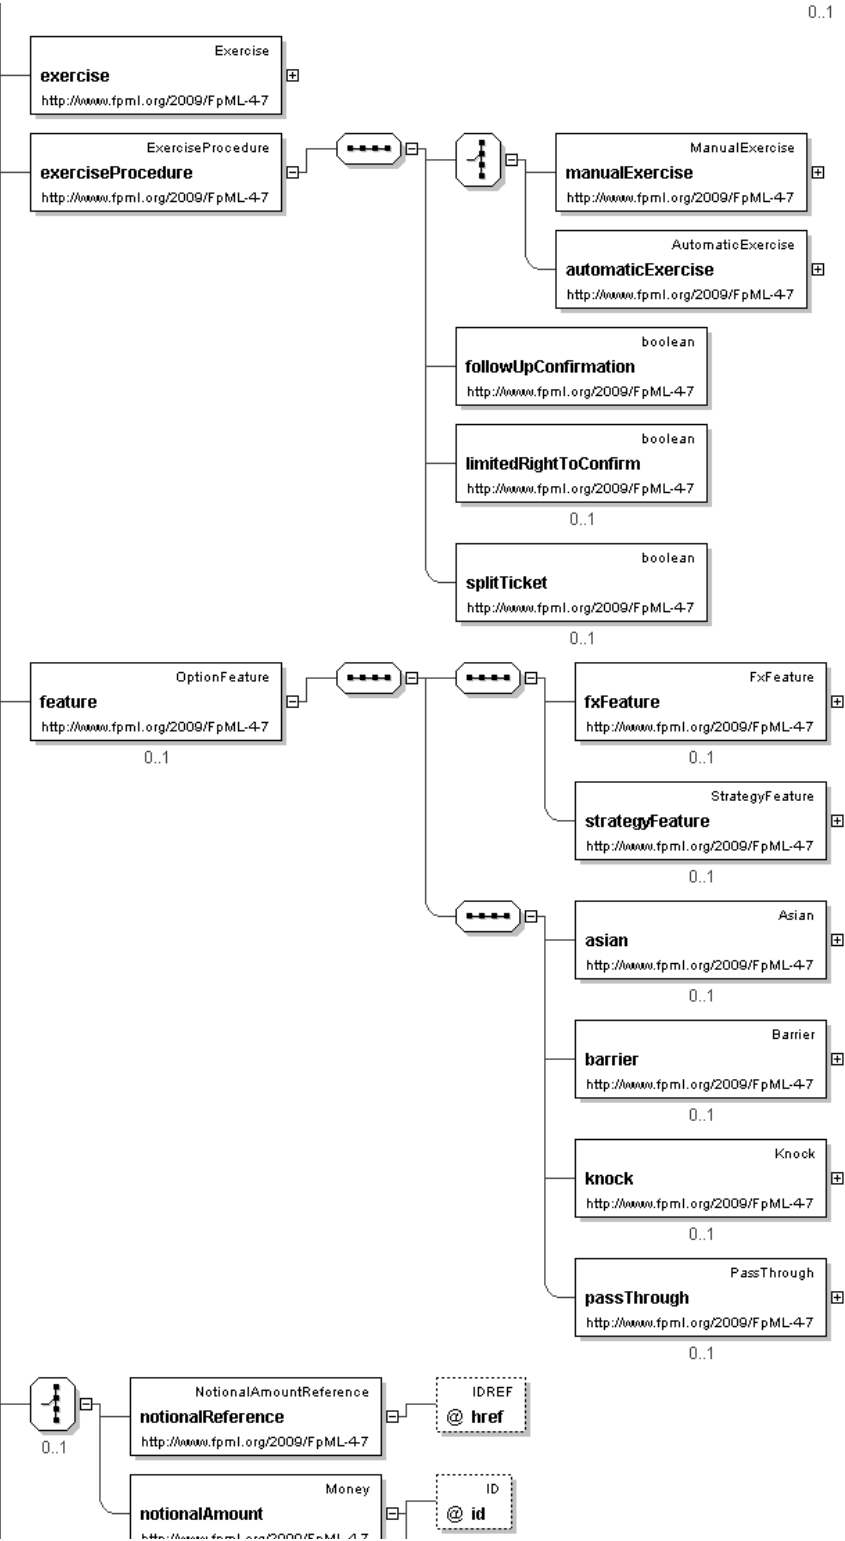 0..1
Exercise
exercise
http://www.fpml.org/2009/FpML-4-7
ExerciseProcedure
exerciseProcedure
http://www.fpml.org/2009/FpML-4-7
ManualExercise
manualExercise
http://www.fpml.org/2009/FpML-4-7
AutomaticExercise
automaticExercise
http://www.fpml.org/2009/FpML-4-7
boolean
followUpConfirmation
http://www.fpml.org/2009/FpML-4-7
boolean
limitedRightToConfirm
http://www.fpml.org/2009/FpML-4-7
0..1
boolean
splitTicket
http://www.fpml.org/2009/FpML-4-7
0..1
OptionFeature
feature
http://www.fpml.org/2009/FpML-4-7
0..1
FxFeature
fxFeature
http://www.fpml.org/2009/FpML-4-7
0..1
StrategyFeature
strategyFeature
http://www.fpml.org/2009/FpML-4-7
0..1
Asian
asian
http://www.fpml.org/2009/FpML-4-7
0..1
Barrier
barrier
http://www.fpml.org/2009/FpML-4-7
0..1
Knock
knock
http://www.fpml.org/2009/FpML-4-7
0..1
PassThrough
passThrough
http://www.fpml.org/2009/FpML-4-7
0..1
0..1
NotionalAmountReference
notionalReference
http://www.fpml.org/2009/FpML-4-7
IDREF
@ href
Money
notionalAmount
http://www.fpml.org/2009/FpML-4-7
ID
@ id